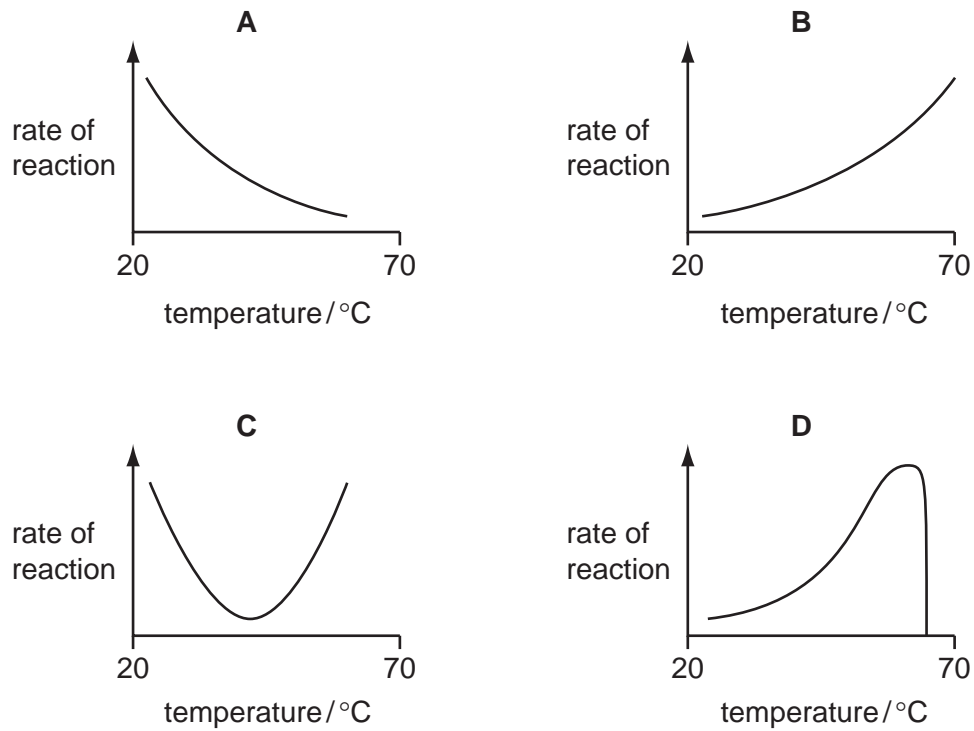 A
rate of
reaction
20
70
temperature / °C
B
rate of
reaction
20
70
temperature / °C
C
rate of
reaction
20
70
temperature / °C
D
rate of
reaction
20
70
temperature / °C